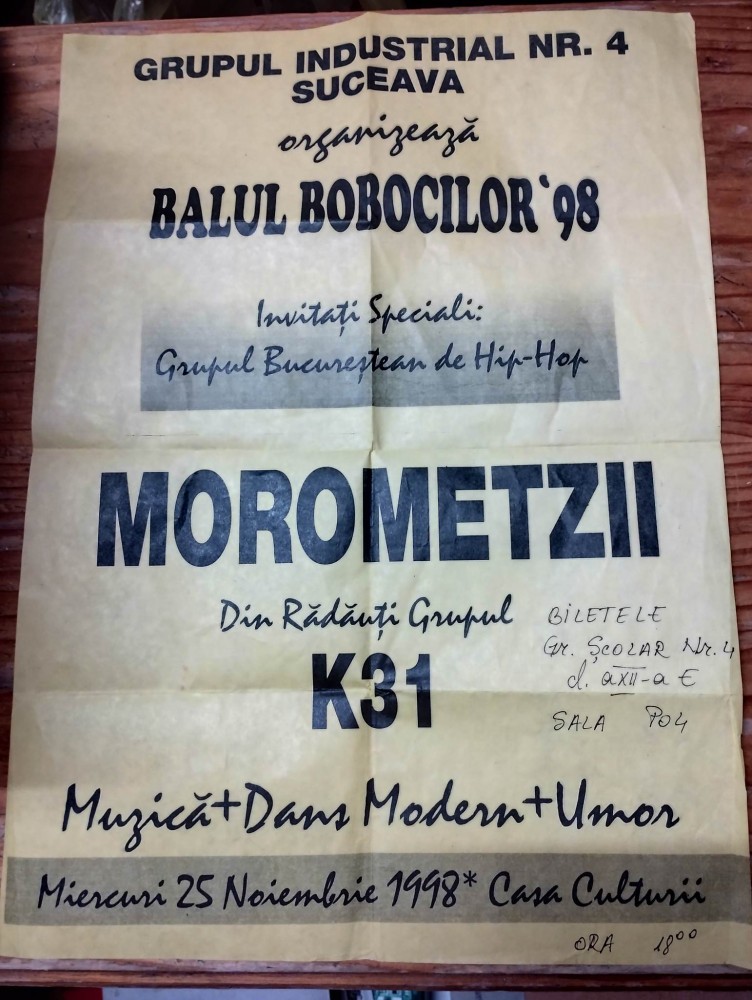 GRUPUL INDUSTRIAL NR. 4
SUCEAVA
organizează
BALUL BOBOCILOR '98
Invitați Speciali:
Grupul Bucureștean de Hip-Hop
MOROMETZII
Din Rădăuți Grupul
K31
BILETELE
Gr. ȘCOLAR Nr. 4
cl. a XII-a E
SALA P04
Muzică+Dans Modern+Umor
Miercuri 25 Noiembrie 1998* Casa Culturii
ORA 18⁰⁰